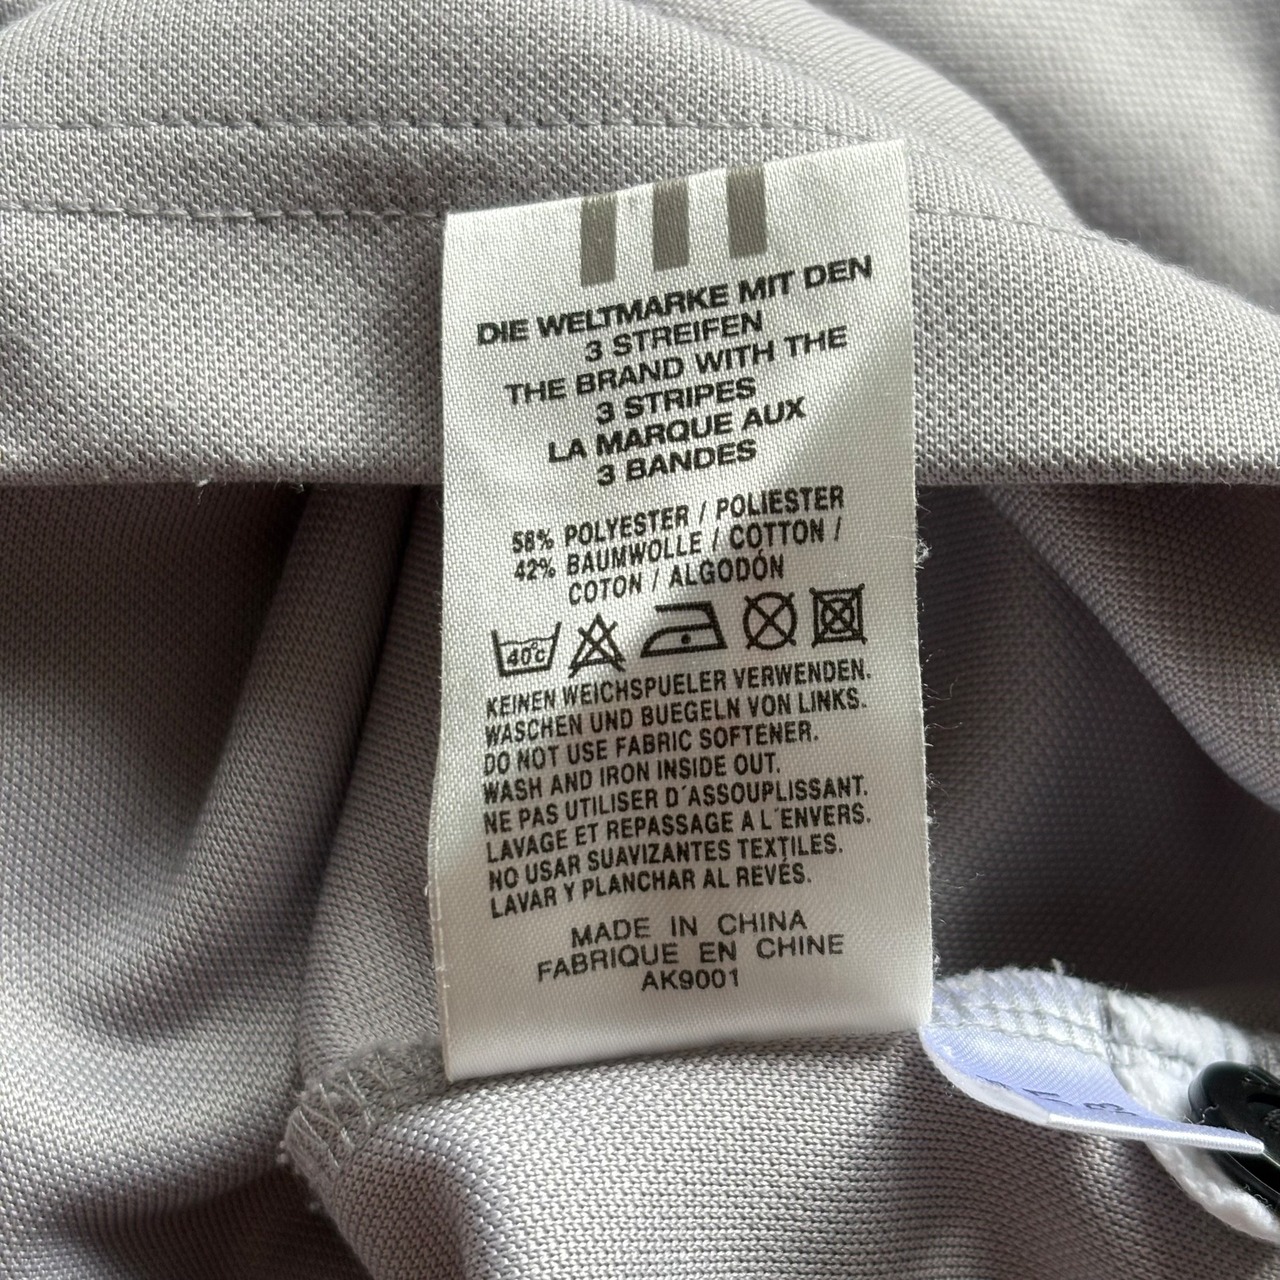 DIE WELTMARKE MIT DEN
3 STREIFEN
THE BRAND WITH THE
3 STRIPES
LA MARQUE AUX
3 BANDES
58% POLYESTER / POLIESTER
42% BAUMWOLLE / COTTON /
COTON / ALGODÓN
40°c
KEINEN WEICHSPUELER VERWENDEN.
WASCHEN UND BUEGELN VON LINKS.
DO NOT USE FABRIC SOFTENER.
WASH AND IRON INSIDE OUT.
NE PAS UTILISER D´ASSOUPLISSANT.
LAVAGE ET REPASSAGE A L´ENVERS.
NO USAR SUAVIZANTES TEXTILES.
LAVAR Y PLANCHAR AL REVÉS.
MADE IN CHINA
FABRIQUE EN CHINE
AK9001